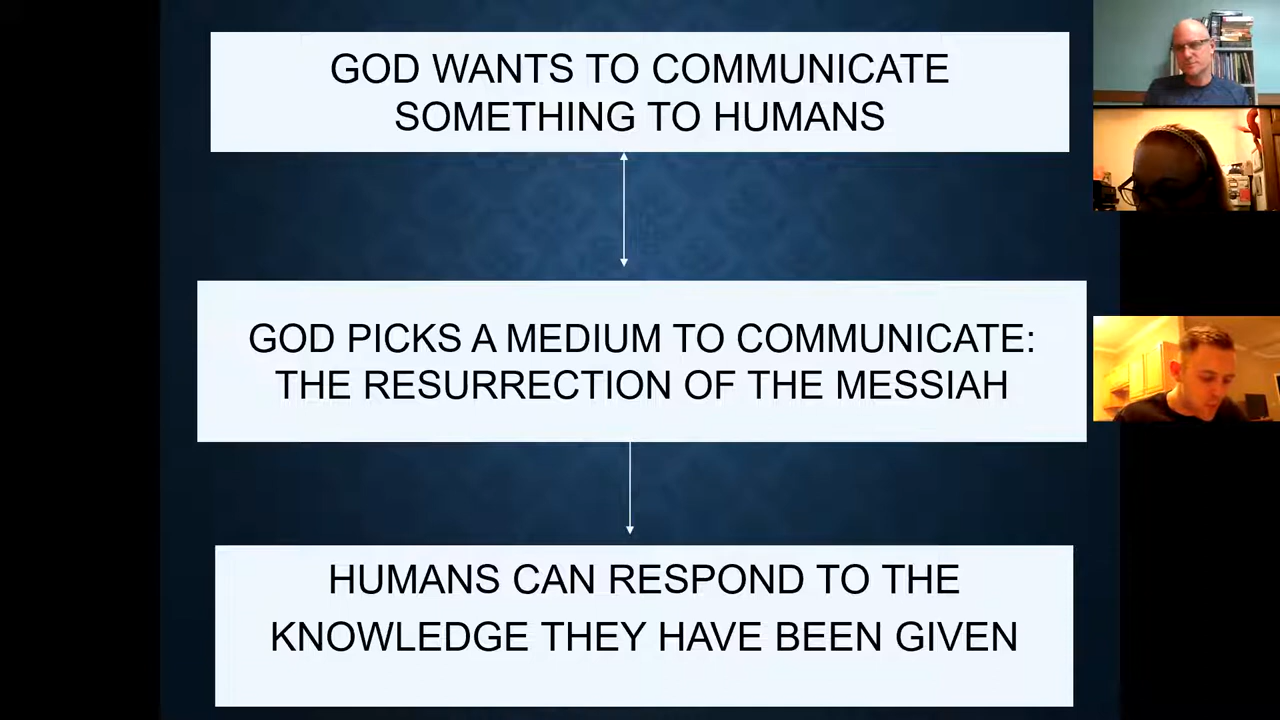 GOD WANTS TO COMMUNICATE
SOMETHING TO HUMANS
GOD PICKS A MEDIUM TO COMMUNICATE:
THE RESURRECTION OF THE MESSIAH
HUMANS CAN RESPOND TO THE
KNOWLEDGE THEY HAVE BEEN GIVEN